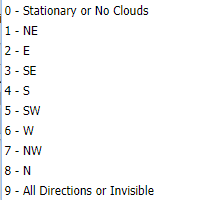 0 - Stationary or No Clouds
1 - NE
2 - E
3 - SE
4 - S
5 - SW
6 - W
7 - NW
8 - N
9 - All Directions or Invisible